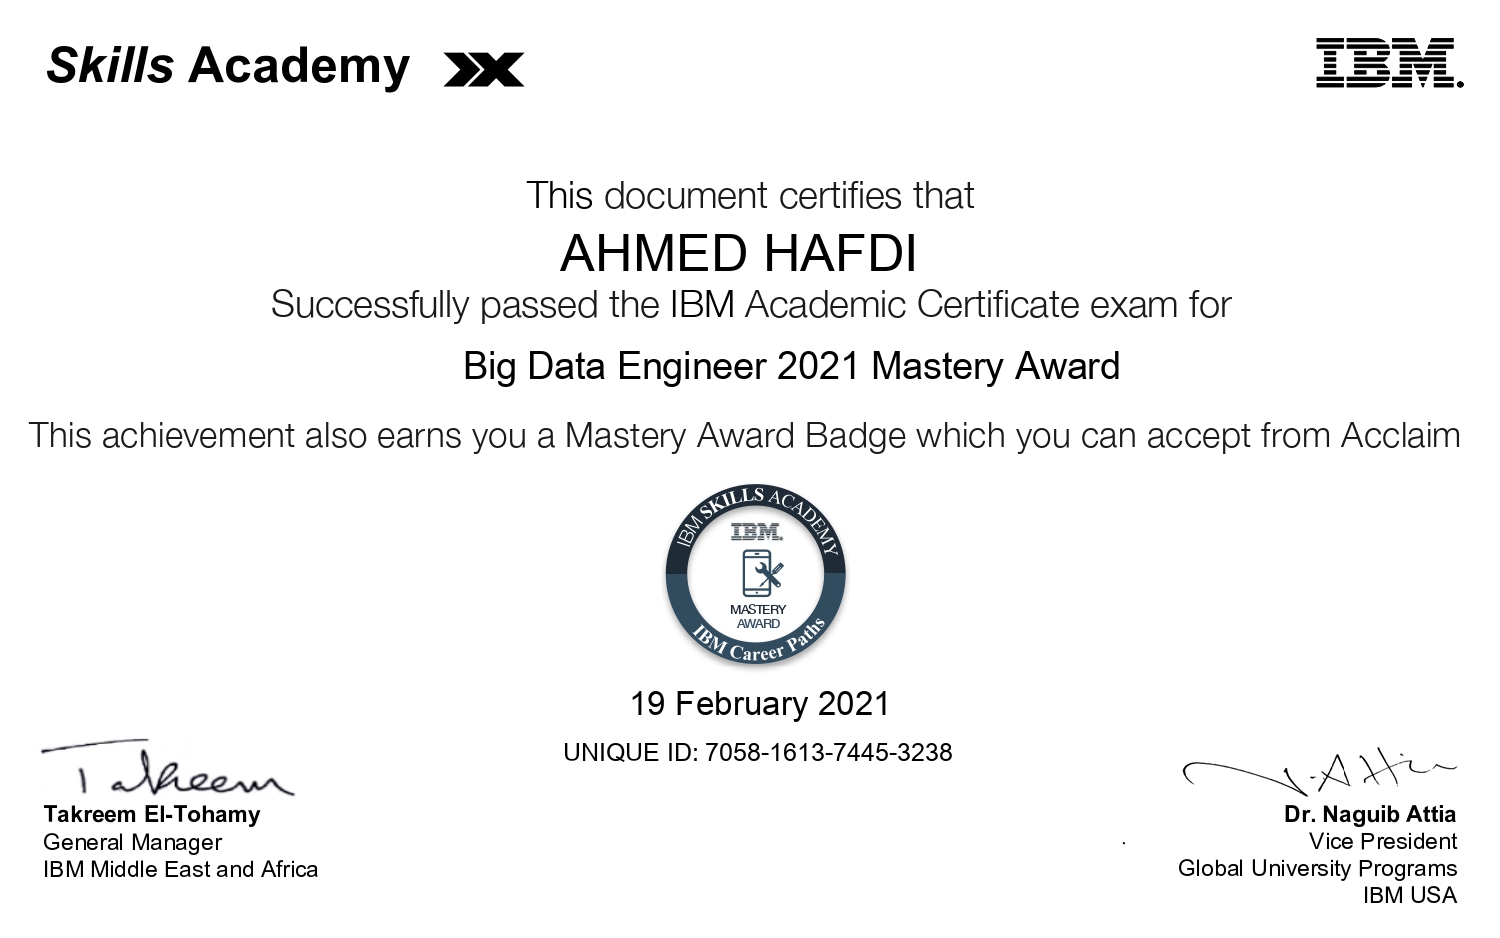 Skills Academy
IBM.
This document certifies that
AHMED HAFDI
Successfully passed the IBM Academic Certificate exam for
Big Data Engineer 2021 Mastery Award
This achievement also earns you a Mastery Award Badge which you can accept from Acclaim
IBM SKILLS ACADEMY
IBM.
MASTERY
AWARD
IBM Career Paths
19 February 2021
UNIQUE ID: 7058-1613-7445-3238
Takreem
Takreem El-Tohamy
General Manager
IBM Middle East and Africa
N. Attia
Dr. Naguib Attia
Vice President
Global University Programs
IBM USA